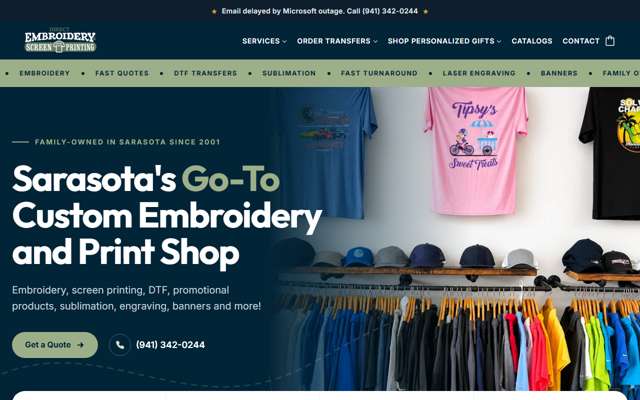 ★ Email delayed by Microsoft outage. Call (941) 342-0244 ★
DIRECT
EMBROIDERY
SCREEN PRINTING
SERVICES ORDER TRANSFERS SHOP PERSONALIZED GIFTS CATALOGS CONTACT
• EMBROIDERY • FAST QUOTES • DTF TRANSFERS • SUBLIMATION • FAST TURNAROUND • LASER ENGRAVING • BANNERS • FAMILY O
FAMILY-OWNED IN SARASOTA SINCE 2001
Sarasota's Go-To
Custom Embroidery
and Print Shop
Embroidery, screen printing, DTF, promotional
products, sublimation, engraving, banners and more!
Get a Quote →
(941) 342-0244
Tipsy's
Sweet Treats